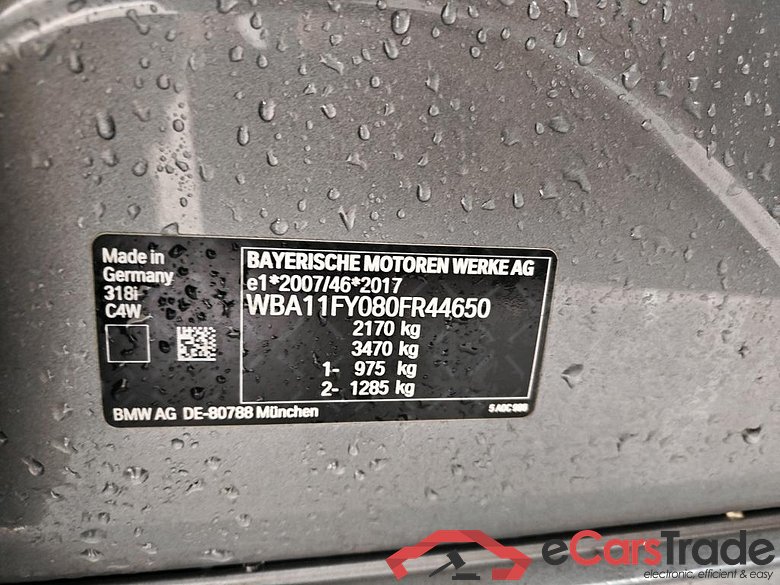 Made in
Germany
318i
C4W
BAYERISCHE MOTOREN WERKE AG
e1*2007/46*2017
WBA11FY080FR44650
2170 kg
3470 kg
1- 975 kg
2- 1285 kg
BMW AG DE-80788 München
eCarsTrade
electronic, efficient & easy